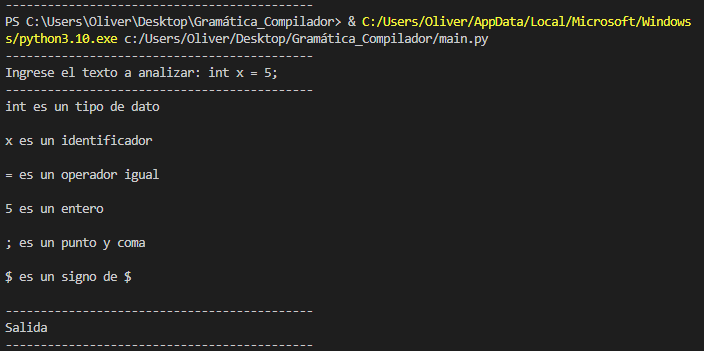 --------------------------------------------
PS C:\Users\Oliver\Desktop\Gramática_Compilador> & C:/Users/Oliver/AppData/Local/Microsoft/Window
s/python3.10.exe c:/Users/Oliver/Desktop/Gramática_Compilador/main.py
--------------------------------------------
Ingrese el texto a analizar: int x = 5;
--------------------------------------------
int es un tipo de dato
x es un identificador
= es un operador igual
5 es un entero
; es un punto y coma
$ es un signo de $
--------------------------------------------
Salida
--------------------------------------------